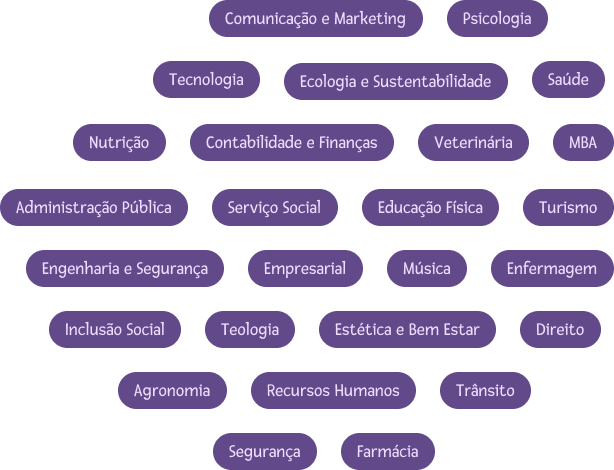 Comunicação e Marketing
Psicologia
Tecnologia
Ecologia e Sustentabilidade
Saúde
Nutrição
Contabilidade e Finanças
Veterinária
MBA
Administração Pública
Serviço Social
Educação Física
Turismo
Engenharia e Segurança
Empresarial
Música
Enfermagem
Inclusão Social
Teologia
Estética e Bem Estar
Direito
Agronomia
Recursos Humanos
Trânsito
Segurança
Farmácia